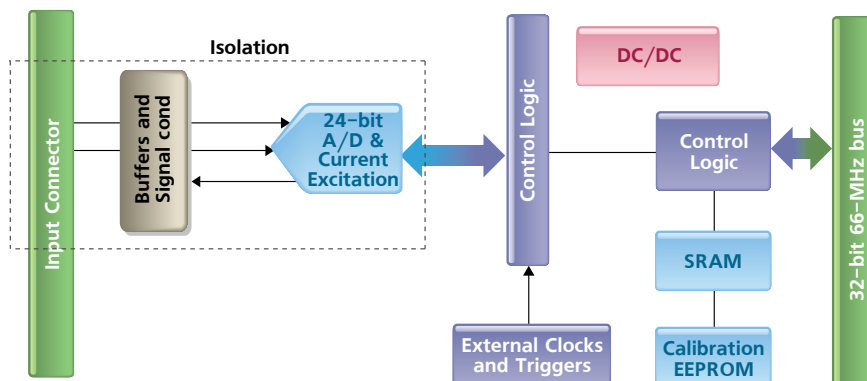 Isolation
Input Connector
Buffers and
Signal cond
24-bit
A/D &
Current
Excitation
Control Logic
DC/DC
Control
Logic
SRAM
Calibration
EEPROM
External Clocks
and Triggers
32-bit 66-MHz bus